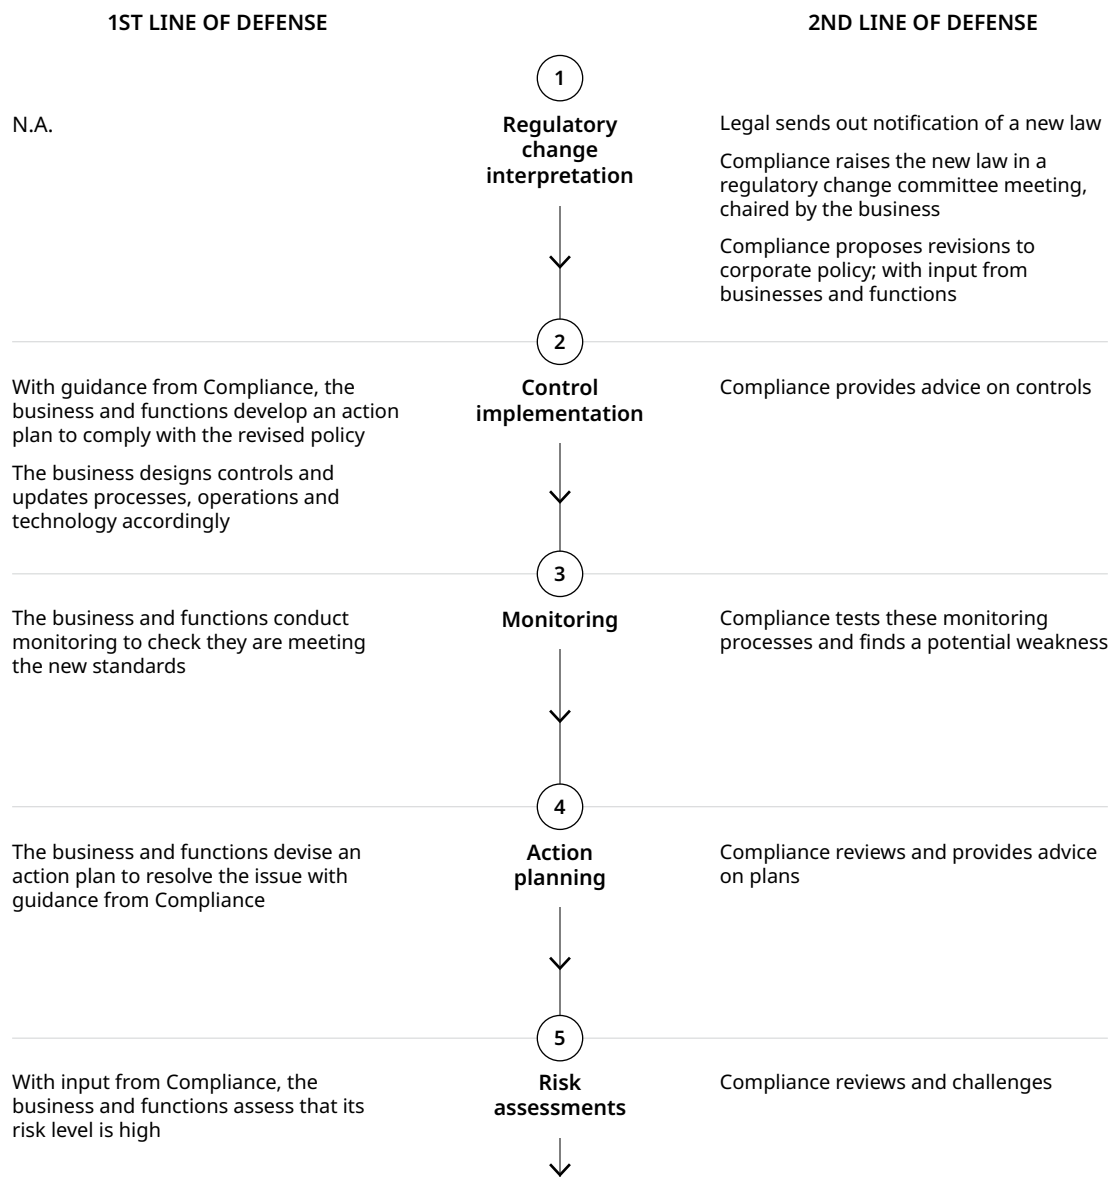 1ST LINE OF DEFENSE
2ND LINE OF DEFENSE
1
N.A.
Regulatory
change
interpretation
Legal sends out notification of a new law
Compliance raises the new law in a
regulatory change committee meeting,
chaired by the business
Compliance proposes revisions to
corporate policy; with input from
businesses and functions
2
With guidance from Compliance, the
business and functions develop an action
plan to comply with the revised policy
The business designs controls and
updates processes, operations and
technology accordingly
Control
implementation
Compliance provides advice on controls
3
The business and functions conduct
monitoring to check they are meeting
the new standards
Monitoring
Compliance tests these monitoring
processes and finds a potential weakness
4
The business and functions devise an
action plan to resolve the issue with
guidance from Compliance
Action
planning
Compliance reviews and provides advice
on plans
5
With input from Compliance, the
business and functions assess that its
risk level is high
Risk
assessments
Compliance reviews and challenges